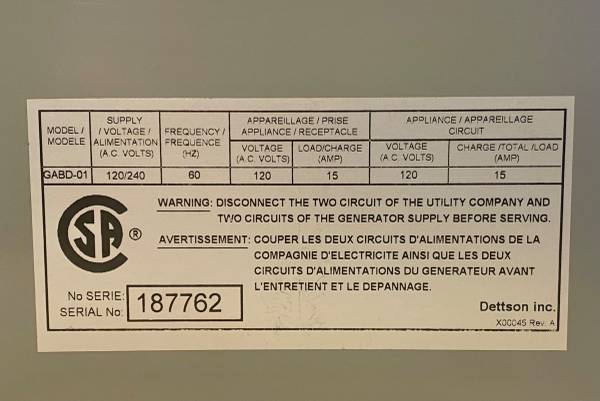 MODEL /
MODELE
SUPPLY
/ VOLTAGE /
ALIMENTATION
(A.C. VOLTS)
FREQUENCY /
FREQUENCE
(HZ)
APPAREILLAGE / PRISE
APPLIANCE / RECEPTACLE
VOLTAGE
(A.C. VOLTS)
LOAD/CHARGE
(AMP)
APPLIANCE / APPAREILLAGE
CIRCUIT
VOLTAGE
(A.C. VOLTS)
CHARGE /TOTAL /LOAD
(AMP)
GABD-01 120/240 60 120 15 120 15
WARNING: DISCONNECT THE TWO CIRCUIT OF THE UTILITY COMPANY AND
TWO CIRCUITS OF THE GENERATOR SUPPLY BEFORE SERVING.
AVERTISSEMENT: COUPER LES DEUX CIRCUITS D'ALIMENTATIONS DE LA
COMPAGNIE D'ELECTRICITE AINSI QUE LES DEUX
CIRCUITS D'ALIMENTATIONS DU GENERATEUR AVANT
L'ENTRETIENT ET LE DEPANNAGE.
CSA ®
No SERIE:
SERIAL No: 187762
Dettson inc.
X00045 Rev. A